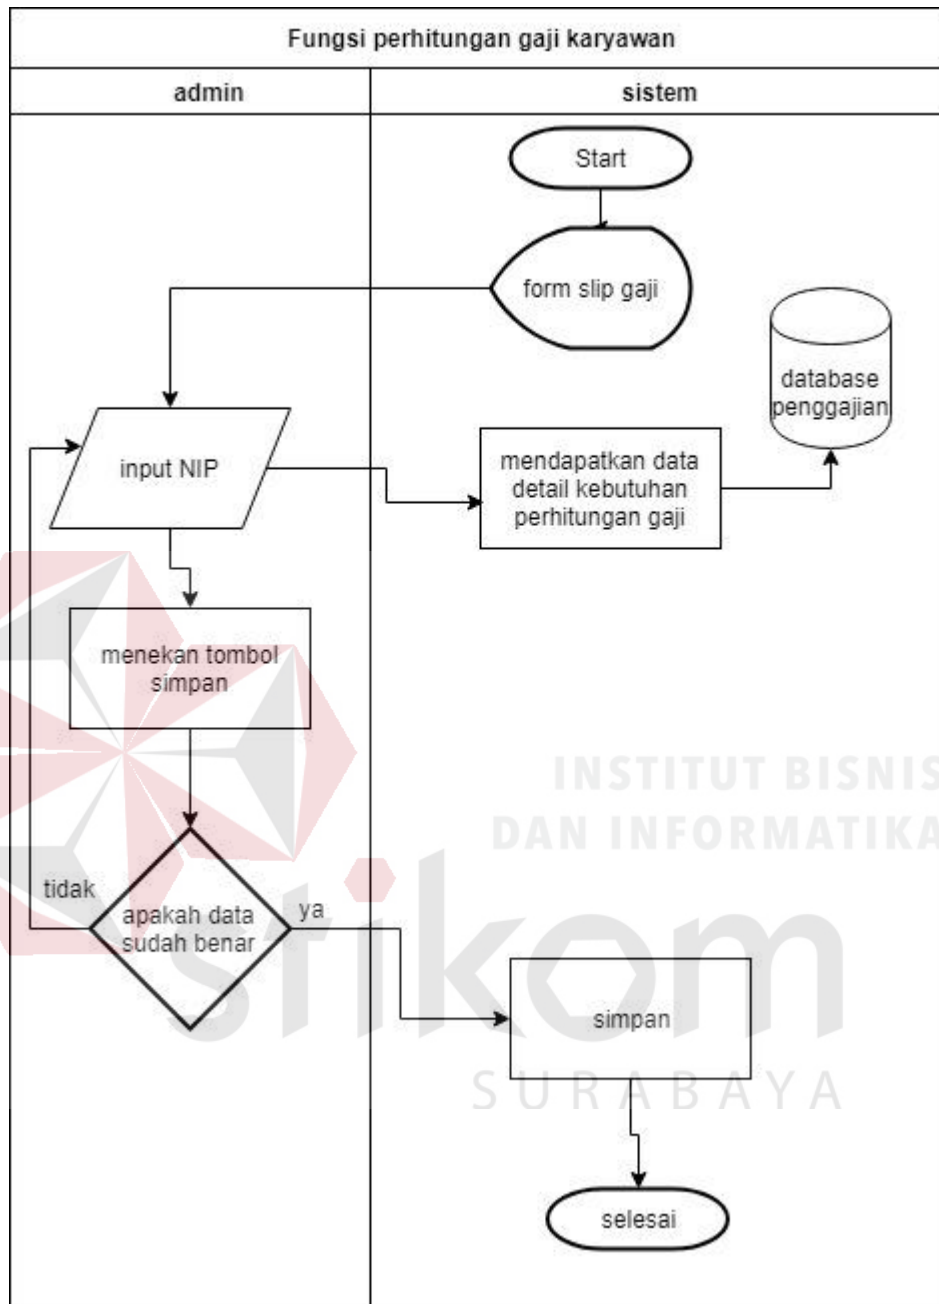 Fungsi perhitungan gaji karyawan
admin
sistem
Start
form slip gaji
database
penggajian
input NIP
mendapatkan data
detail kebutuhan
perhitungan gaji
menekan tombol
simpan
INSTITUT BISNIS
DAN INFORMATIKA
tidak
apakah data
sudah benar
ya
stikom
simpan
SURABAYA
selesai